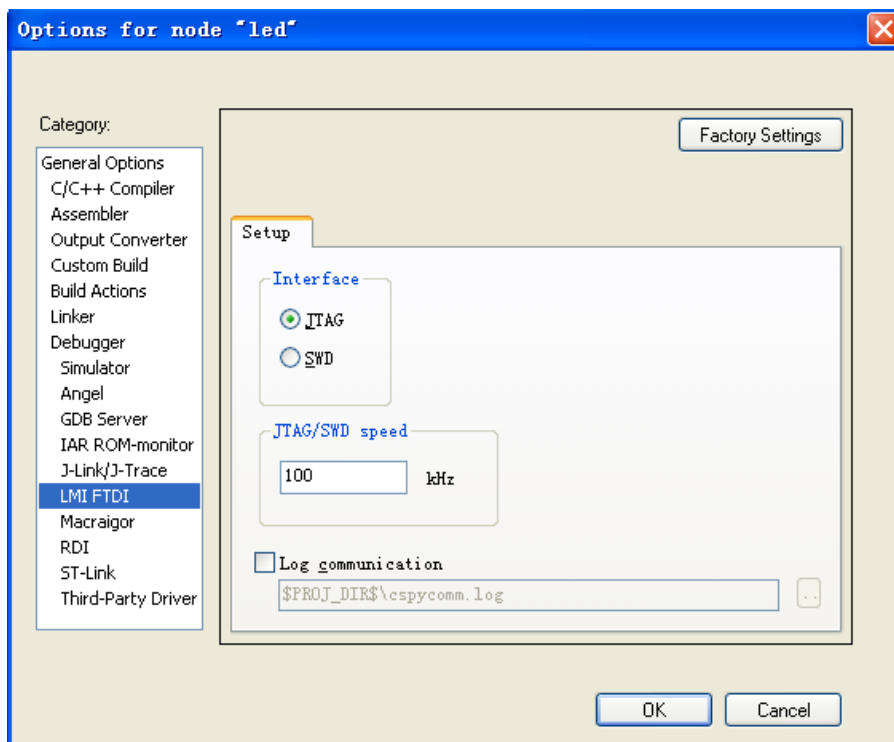 Options for node "led"
Category:
Factory Settings
General Options
C/C++ Compiler
Assembler
Output Converter
Custom Build
Build Actions
Linker
Debugger
Simulator
Angel
GDB Server
IAR ROM-monitor
J-Link/J-Trace
LMI FTDI
Macraigor
RDI
ST-Link
Third-Party Driver
Setup
Interface
JTAG
SWD
JTAG/SWD speed
100 kHz
Log communication
$PROJ_DIR$\cspycomm.log
..
OK Cancel